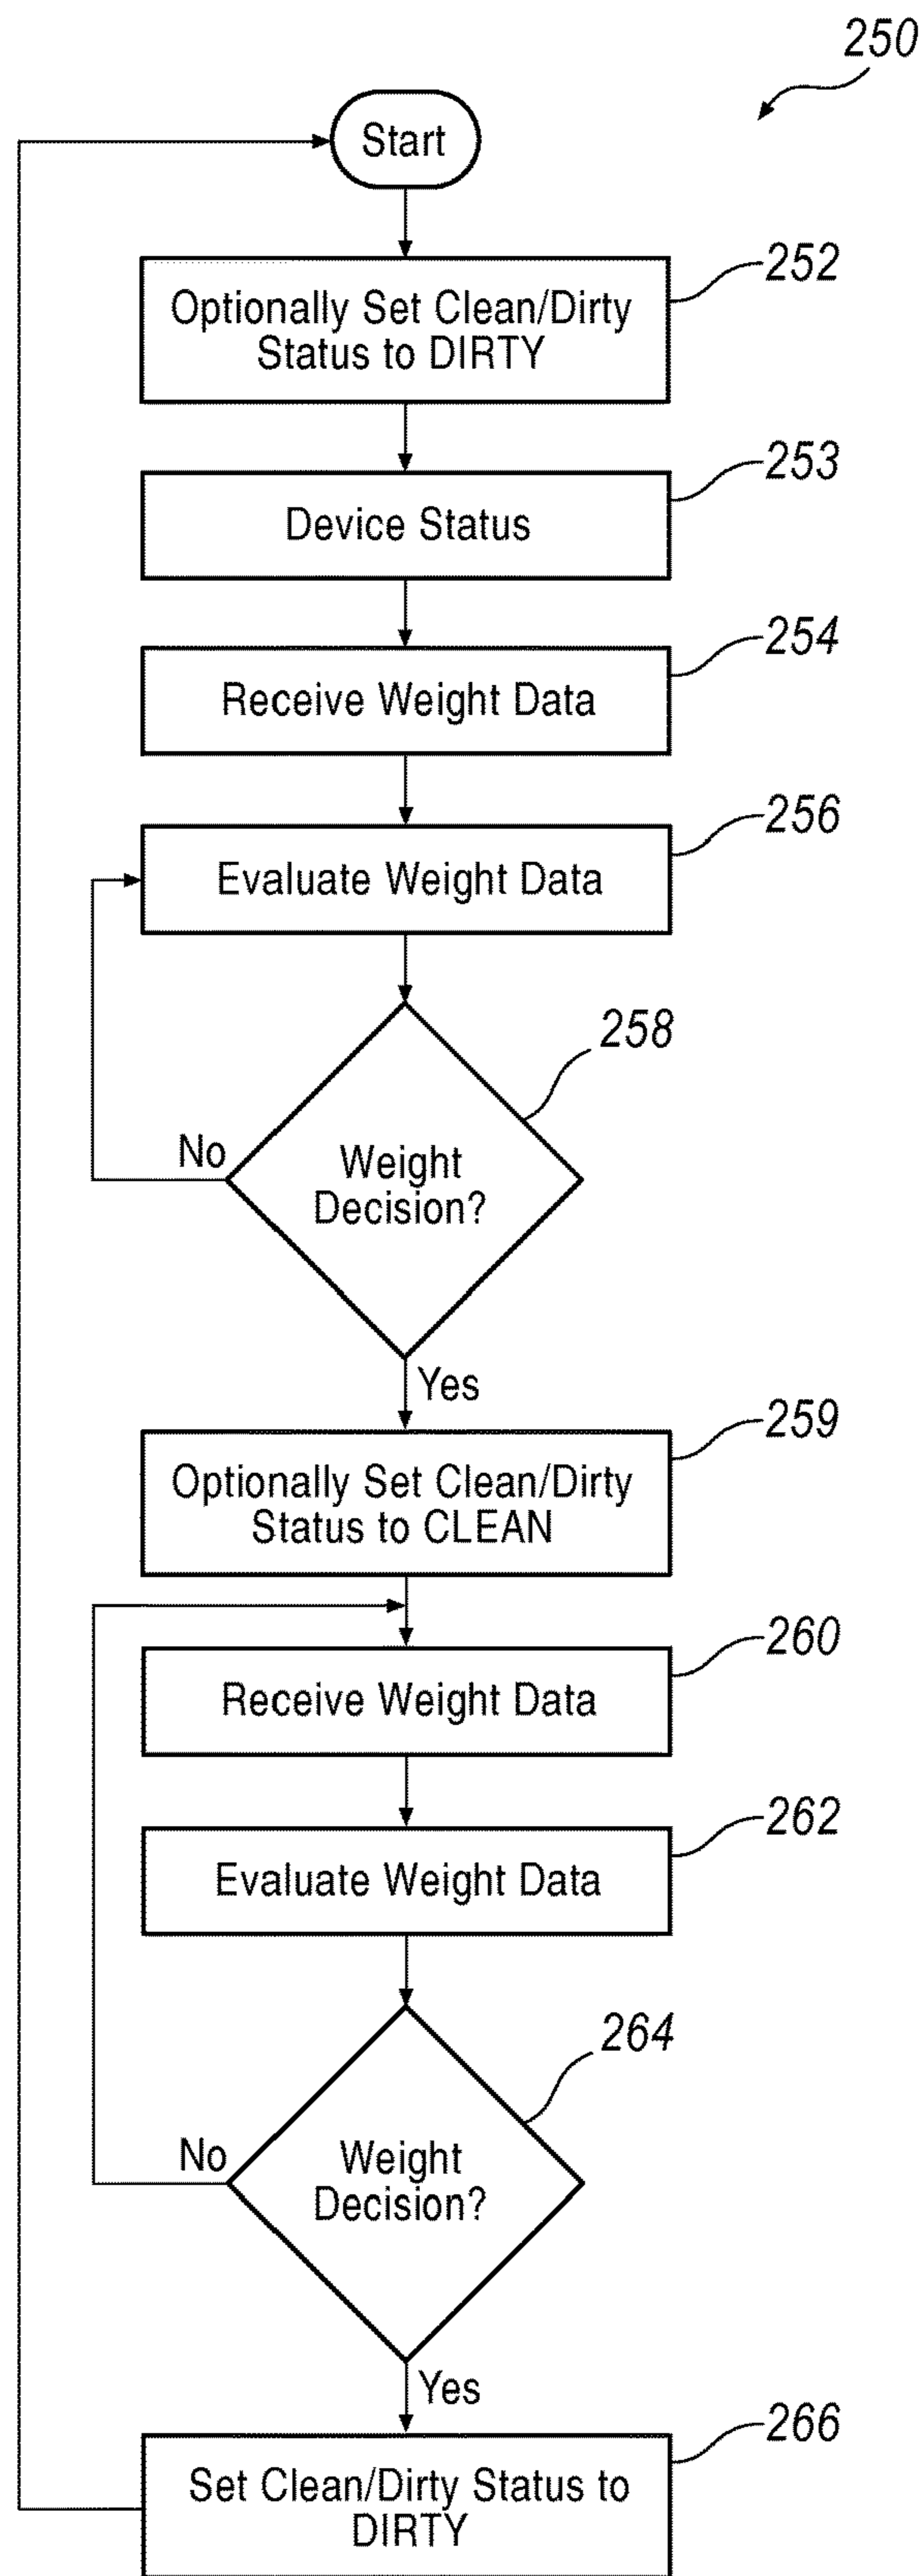 250
Start
252
Optionally Set Clean/Dirty
Status to DIRTY
253
Device Status
254
Receive Weight Data
256
Evaluate Weight Data
258
No
Weight
Decision?
Yes
259
Optionally Set Clean/Dirty
Status to CLEAN
260
Receive Weight Data
262
Evaluate Weight Data
264
No
Weight
Decision?
Yes
266
Set Clean/Dirty Status to
DIRTY